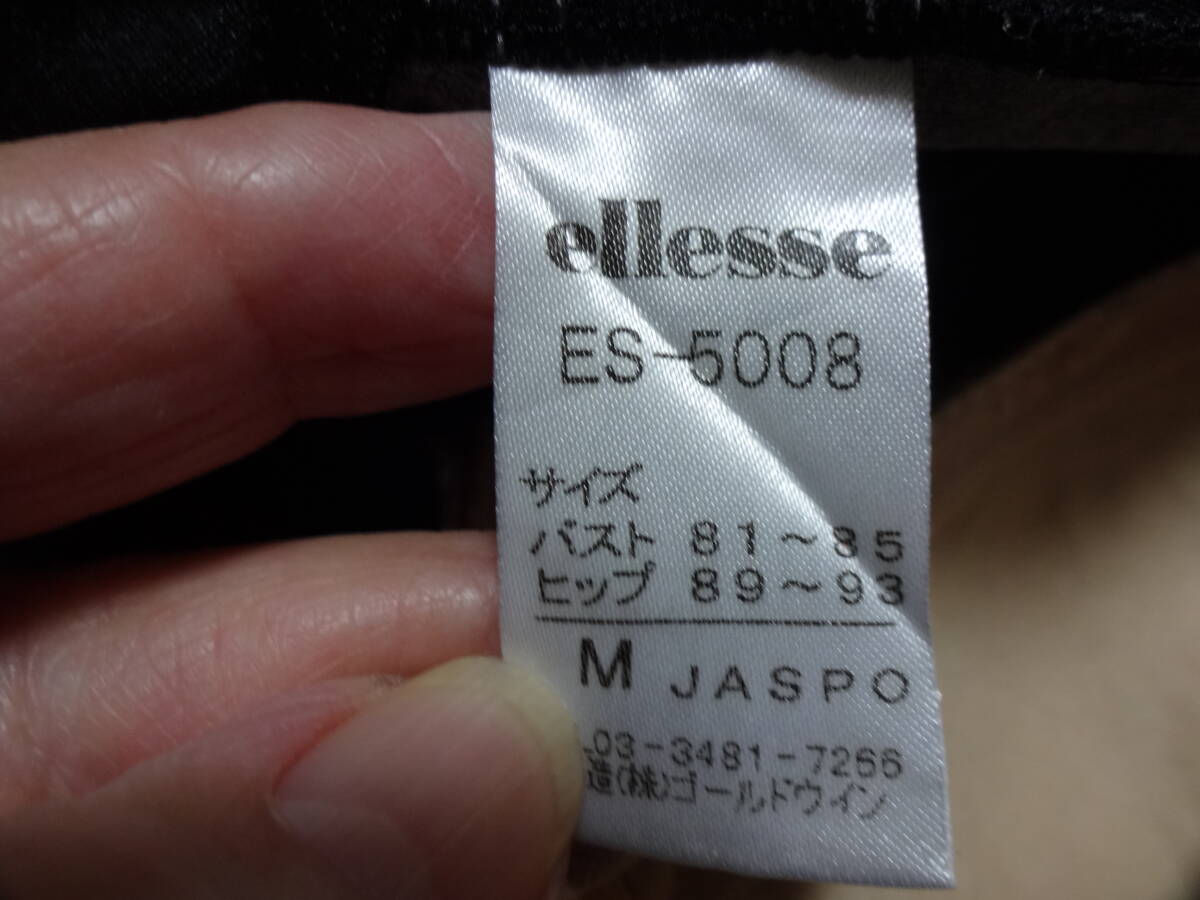 ellesse
ES-5008
サイズ
バスト 81～85
ヒップ 89～93
M JASPO
03-3481-7266
造(株)ゴールドウイン